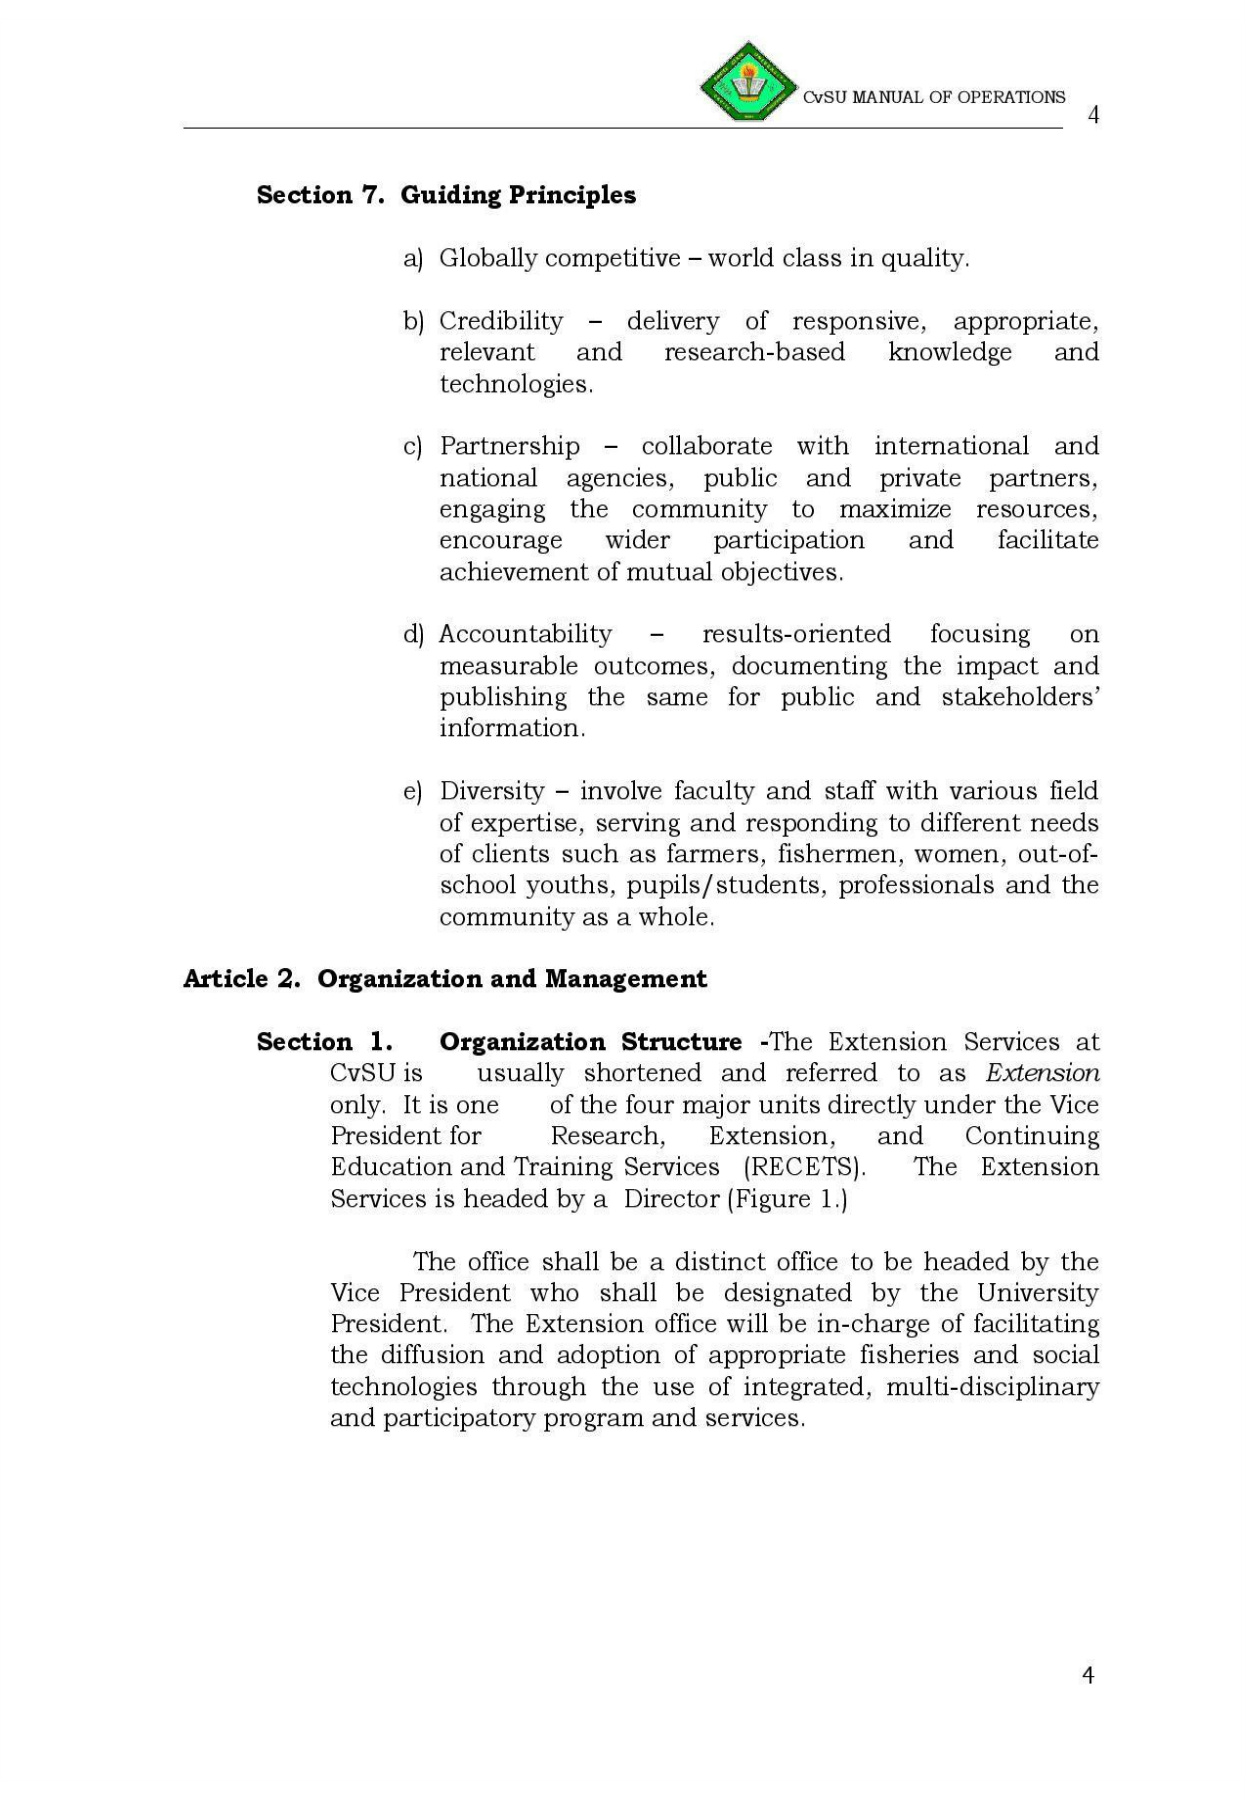 CvSU MANUAL OF OPERATIONS
4
Section 7. Guiding Principles
a) Globally competitive – world class in quality.
b) Credibility – delivery of responsive, appropriate,
relevant and research-based knowledge and
technologies.
c) Partnership – collaborate with international and
national agencies, public and private partners,
engaging the community to maximize resources,
encourage wider participation and facilitate
achievement of mutual objectives.
d) Accountability – results-oriented focusing on
measurable outcomes, documenting the impact and
publishing the same for public and stakeholders’
information.
e) Diversity – involve faculty and staff with various field
of expertise, serving and responding to different needs
of clients such as farmers, fishermen, women, out-of-
school youths, pupils/students, professionals and the
community as a whole.
Article 2. Organization and Management
Section 1. Organization Structure -The Extension Services at
CvSU is usually shortened and referred to as Extension
only. It is one of the four major units directly under the Vice
President for Research, Extension, and Continuing
Education and Training Services (RECETS). The Extension
Services is headed by a Director (Figure 1.)
The office shall be a distinct office to be headed by the
Vice President who shall be designated by the University
President. The Extension office will be in-charge of facilitating
the diffusion and adoption of appropriate fisheries and social
technologies through the use of integrated, multi-disciplinary
and participatory program and services.
4